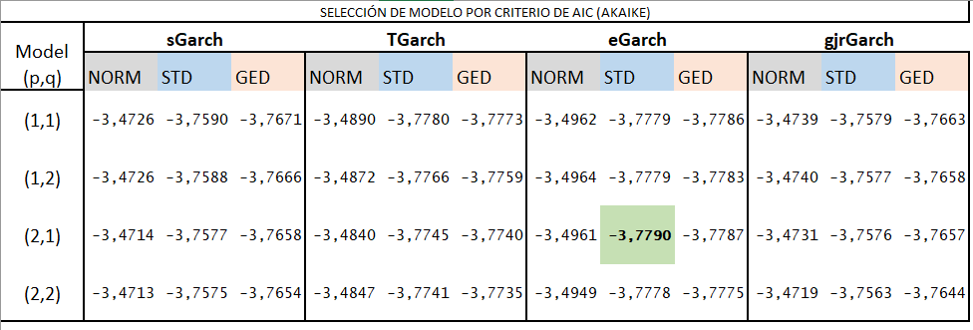 SELECCIÓN DE MODELO POR CRITERIO DE AIC (AKAIKE)
Model (p,q) sGarch TGarch eGarch gjrGarch
NORM STD GED NORM STD GED NORM STD GED NORM STD GED
(1,1) -3,4726 -3,7590 -3,7671 -3,4890 -3,7780 -3,7773 -3,4962 -3,7779 -3,7786 -3,4739 -3,7579 -3,7663
(1,2) -3,4726 -3,7588 -3,7666 -3,4872 -3,7766 -3,7759 -3,4964 -3,7779 -3,7783 -3,4740 -3,7577 -3,7658
(2,1) -3,4714 -3,7577 -3,7658 -3,4840 -3,7745 -3,7740 -3,4961 -3,7790 -3,7787 -3,4731 -3,7576 -3,7657
(2,2) -3,4713 -3,7575 -3,7654 -3,4847 -3,7741 -3,7735 -3,4949 -3,7778 -3,7775 -3,4719 -3,7563 -3,7644